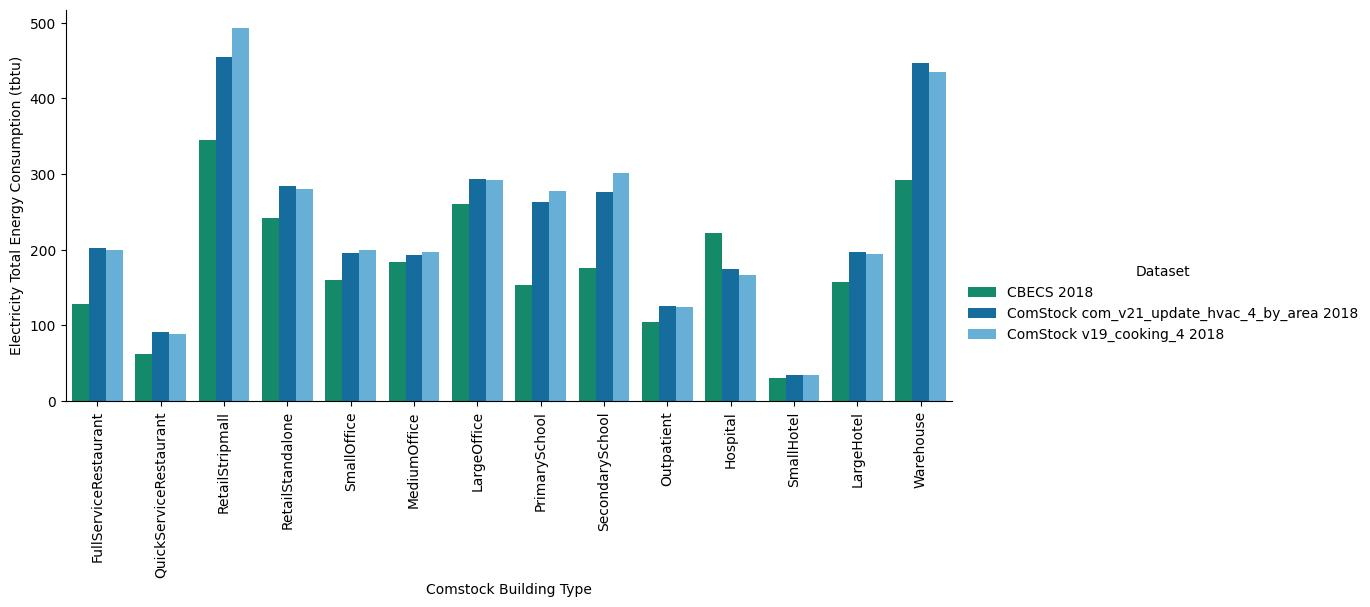 500
400
300
200
100
0
Electricity Total Energy Consumption (tbtu)
FullServiceRestaurant
QuickServiceRestaurant
RetailStripmall
RetailStandalone
SmallOffice
MediumOffice
LargeOffice
PrimarySchool
SecondarySchool
Outpatient
Hospital
SmallHotel
LargeHotel
Warehouse
Comstock Building Type
Dataset
CBECS 2018
ComStock com_v21_update_hvac_4_by_area 2018
ComStock v19_cooking_4 2018